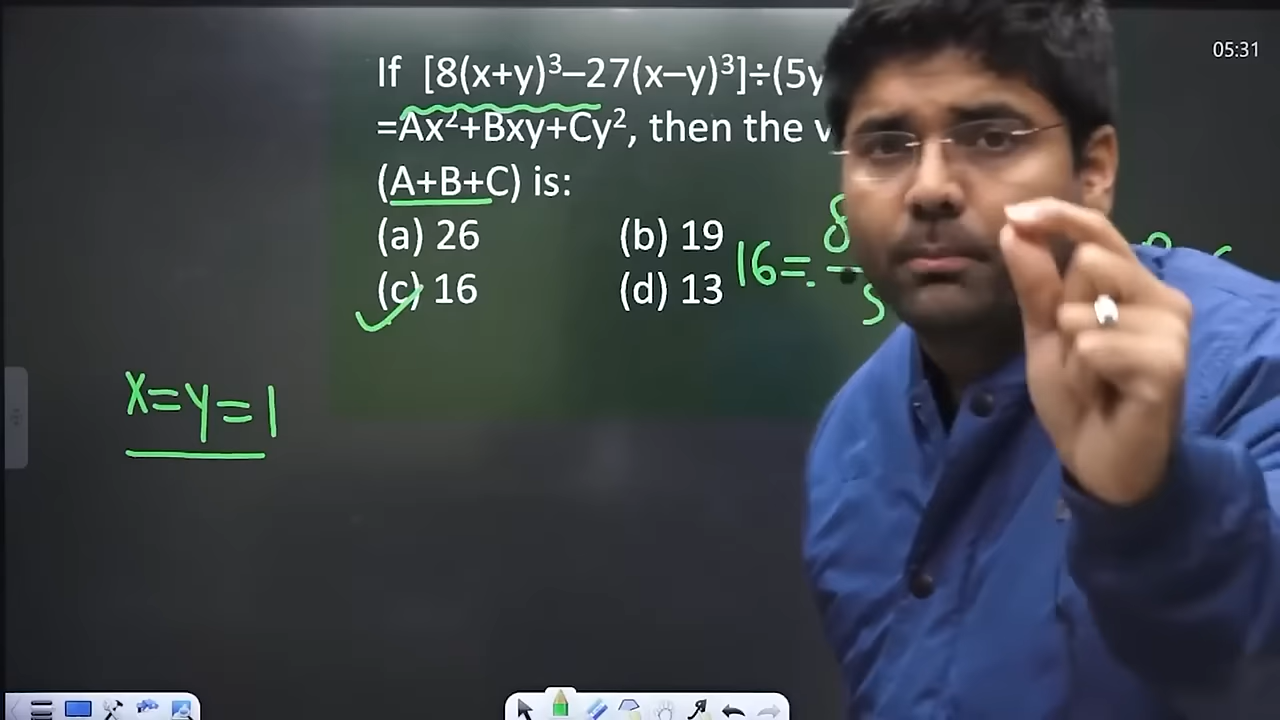 05:31
If [8(x+y)³–27(x–y)³]÷(5y
=Ax²+Bxy+Cy², then the
(A+B+C) is:
(a) 26 (b) 19
(c) 16 (d) 13
16=
x=y=1